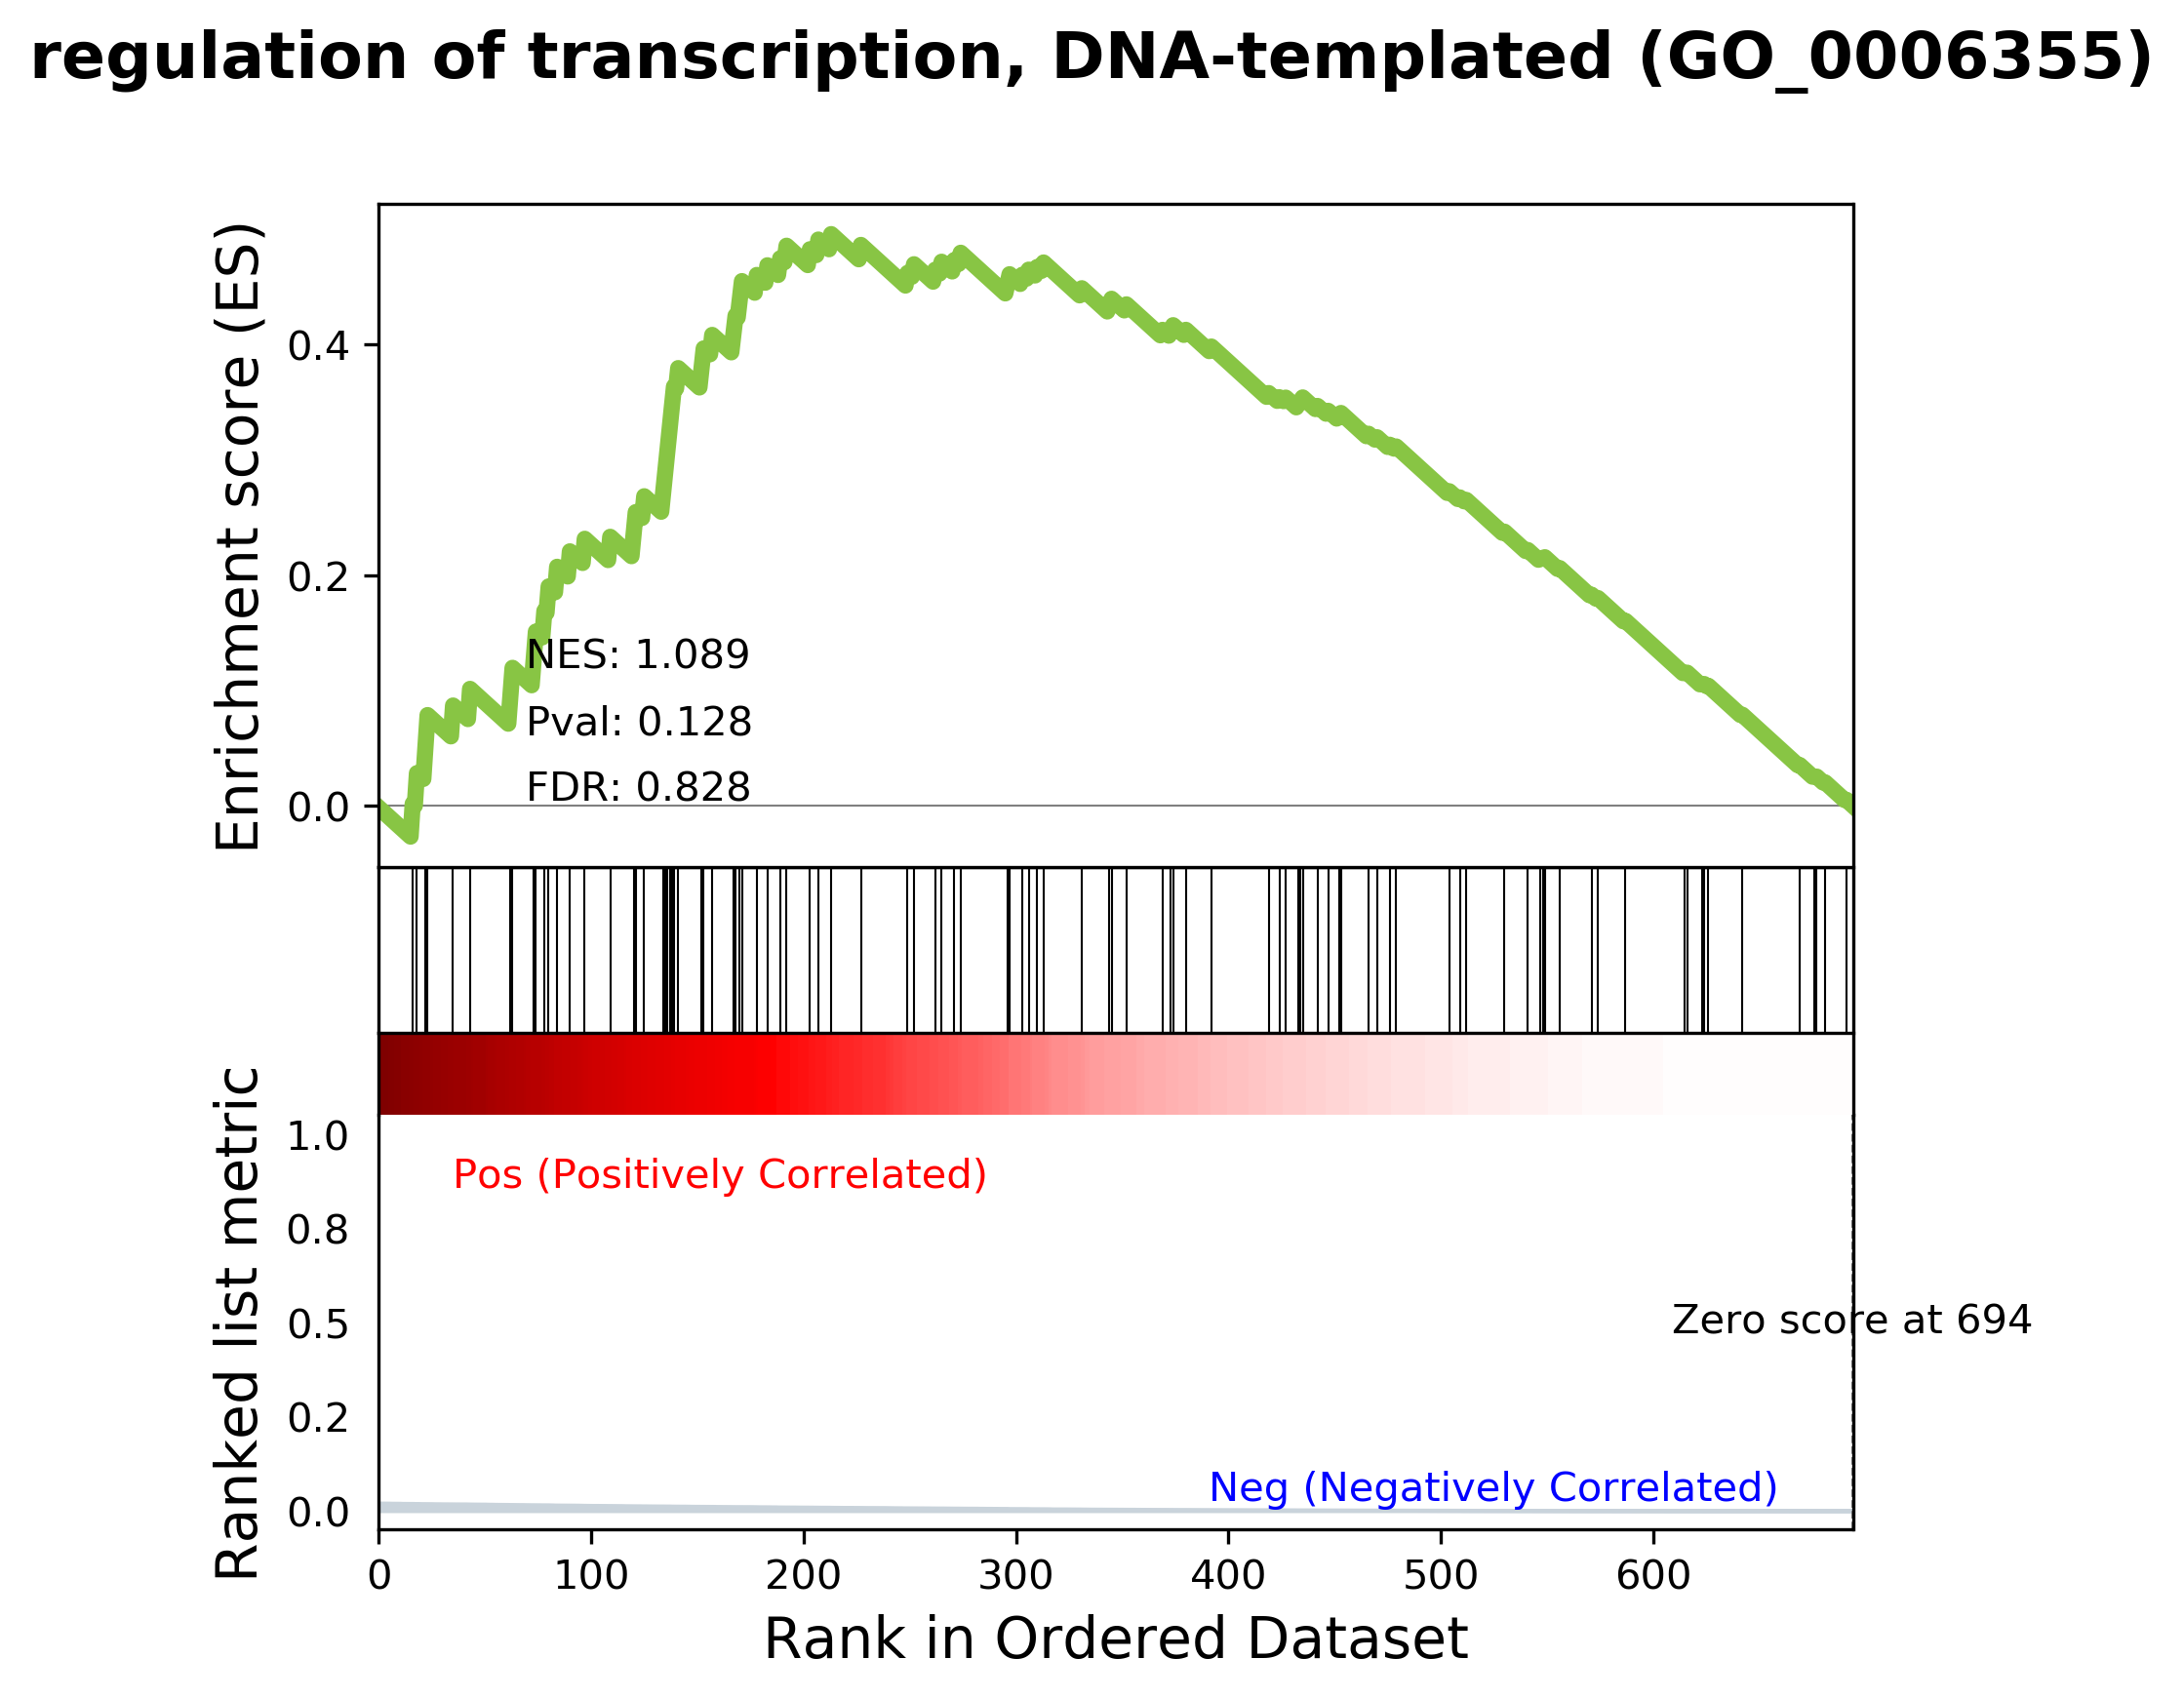 regulation of transcription, DNA-templated (GO_0006355)
Enrichment score (ES)
0.4
0.2
0.0
NES: 1.089
Pval: 0.128
FDR: 0.828
Ranked list metric
1.0
0.8
0.5
0.2
0.0
Pos (Positively Correlated)
Zero score at 694
Neg (Negatively Correlated)
0 100 200 300 400 500 600
Rank in Ordered Dataset